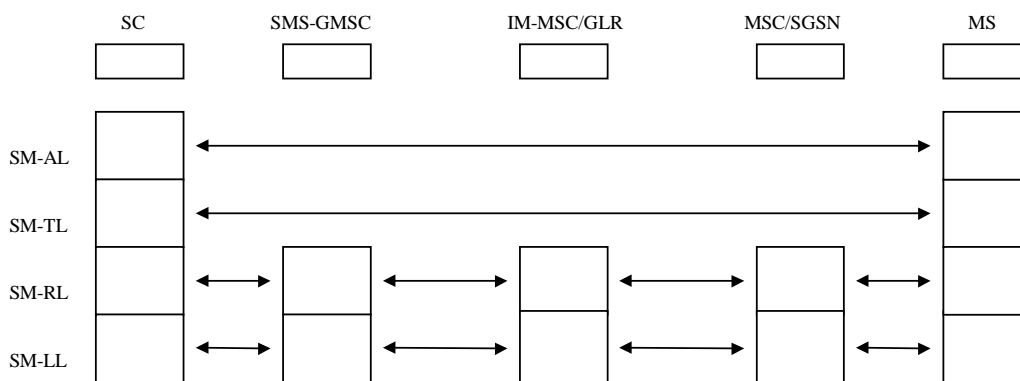 SC SMS-GMSC IM-MSC/GLR MSC/SGSN MS
SM-AL
SM-TL
SM-RL
SM-LL